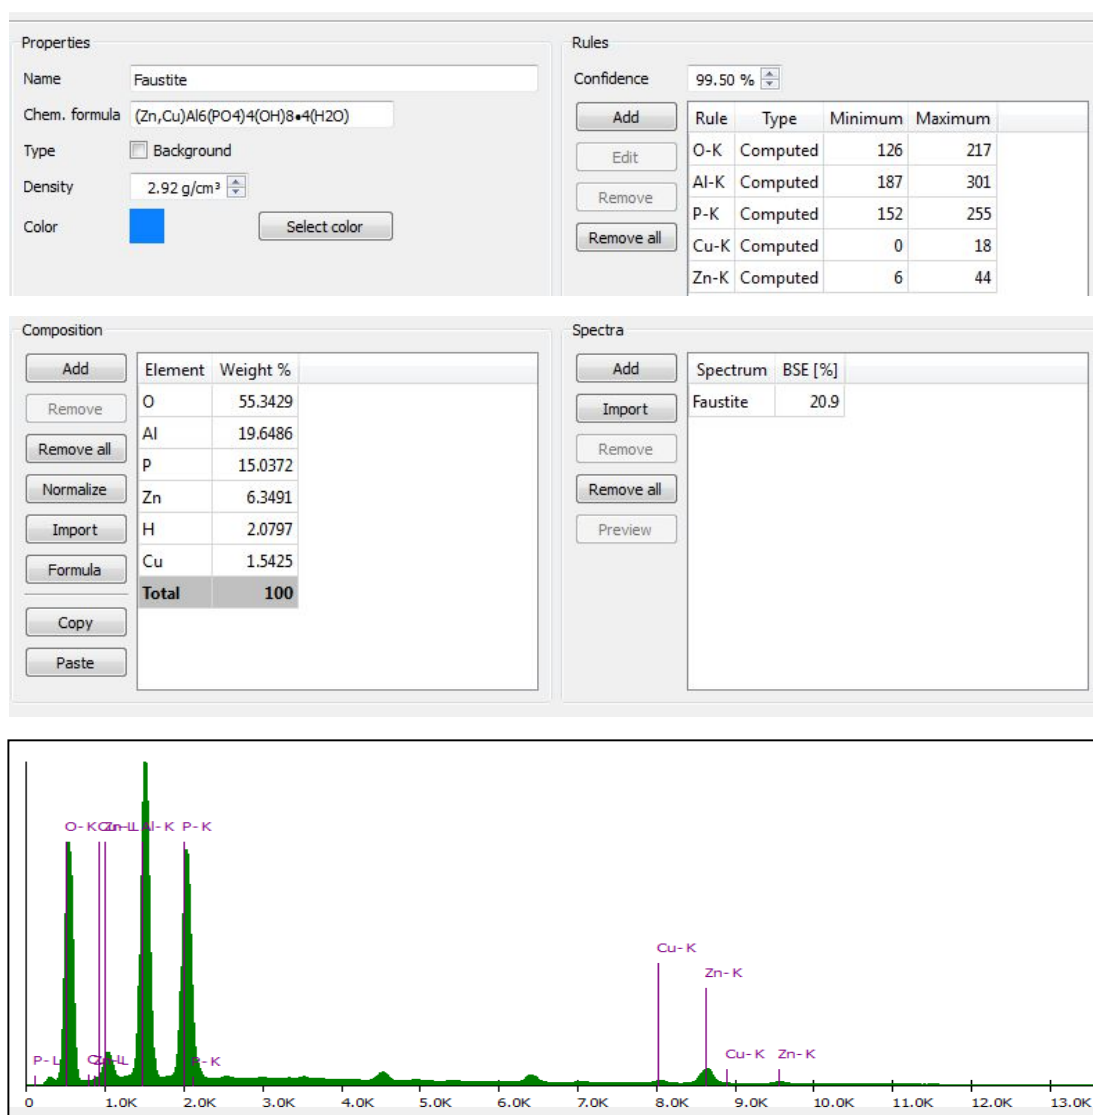 Properties
Name Faustite
Chem. formula (Zn,Cu)Al6(PO4)4(OH)8•4(H2O)
Type Background
Density 2.92 g/cm³
Color Select color
Rules
Confidence 99.50 %
Add
Edit
Remove
Remove all
Rule Type Minimum Maximum
O-K Computed 126 217
Al-K Computed 187 301
P-K Computed 152 255
Cu-K Computed 0 18
Zn-K Computed 6 44
Composition
Add
Remove
Remove all
Normalize
Import
Formula
Copy
Paste
Element Weight %
O 55.3429
Al 19.6486
P 15.0372
Zn 6.3491
H 2.0797
Cu 1.5425
Total 100
Spectra
Add
Import
Remove
Remove all
Preview
Spectrum BSE [%]
Faustite 20.9
O-K Al-K P-K
Cu-K
Zn-K
P-L P-K Cu-K Zn-K
0 1.0K 2.0K 3.0K 4.0K 5.0K 6.0K 7.0K 8.0K 9.0K 10.0K 11.0K 12.0K 13.0K